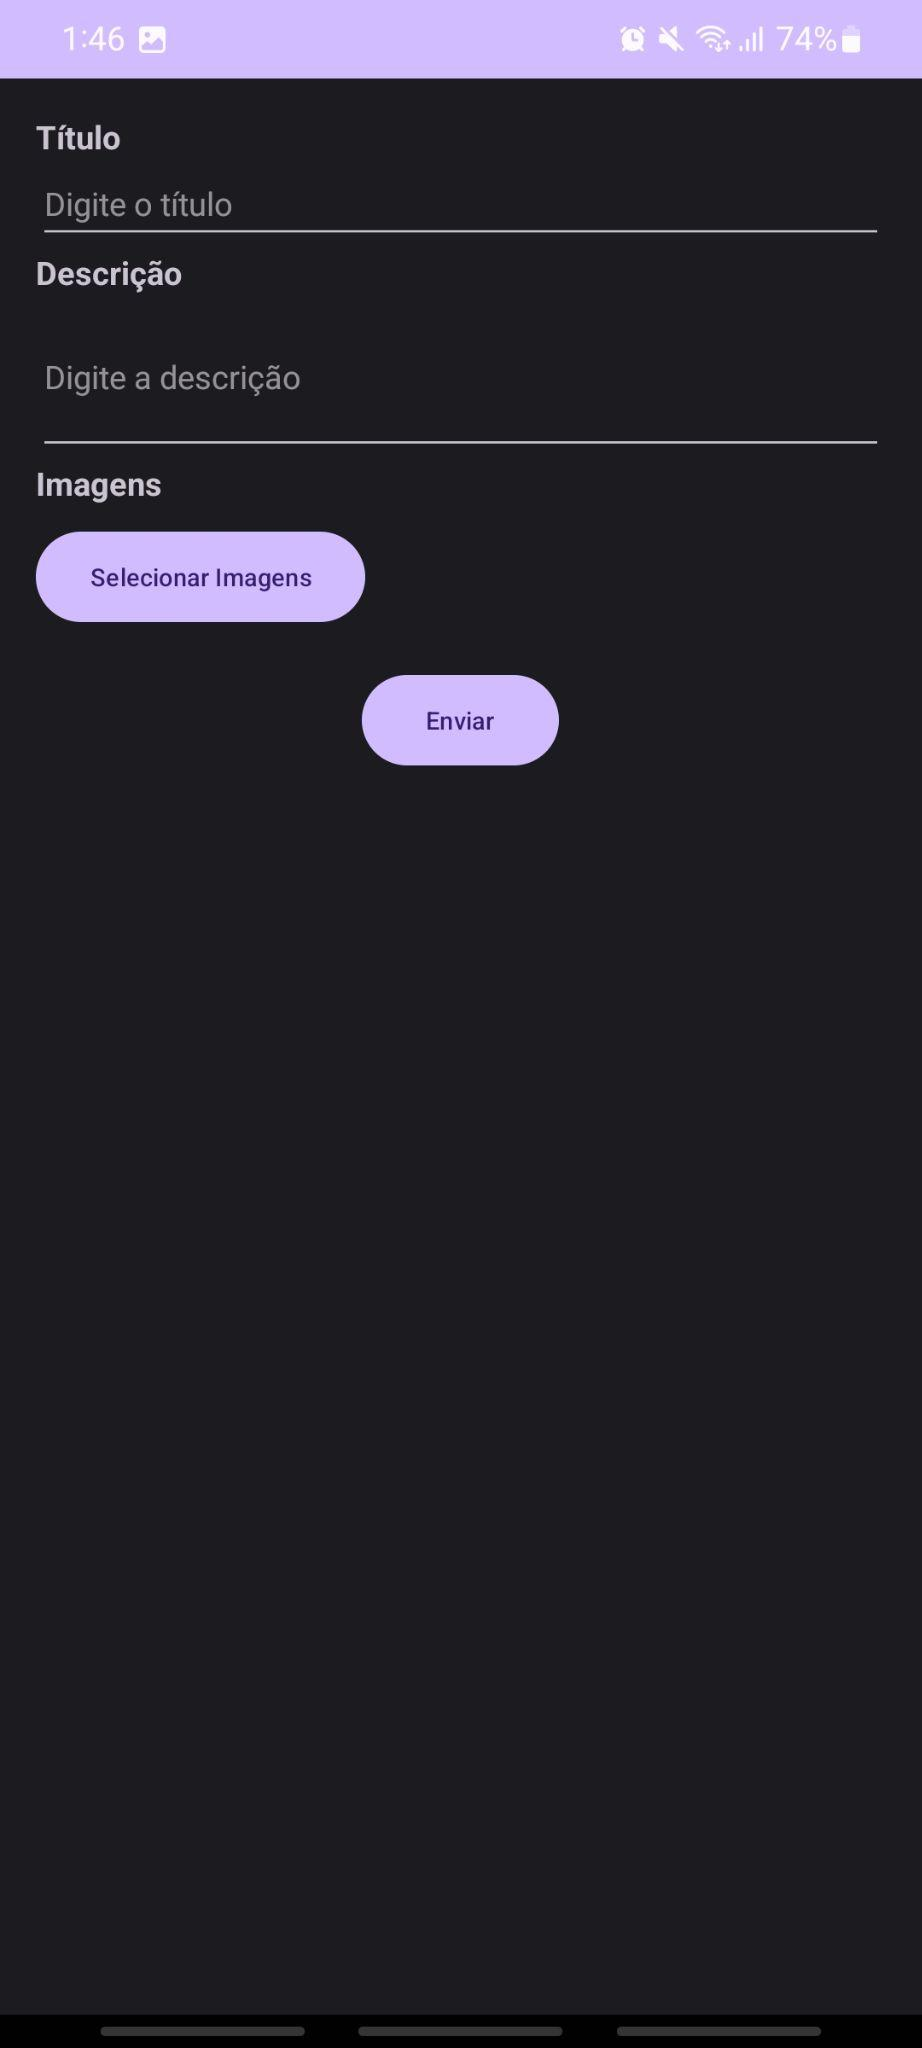 1:46 74%
Título
Digite o título
Descrição
Digite a descrição
Imagens
Selecionar Imagens
Enviar